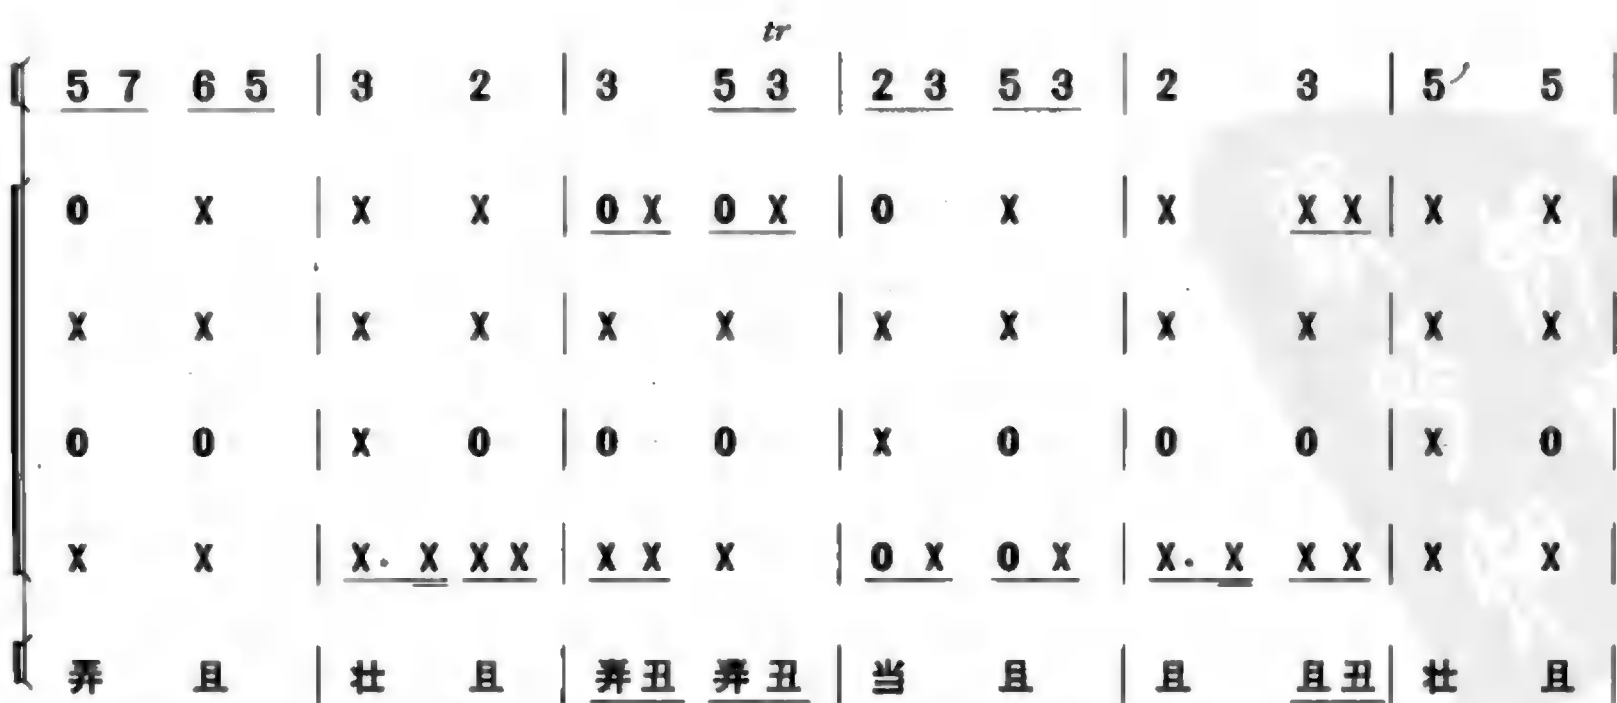 tr
5 7 6 5 | 3 2 | 3 5 3 | 2 3 5 3 | 2 3 | 5 5 |
0 X | X X | 0 X 0 X | 0 X | X X X | X X |
X X | X X | X X | X X | X X | X X |
0 0 | X 0 | 0 0 | X 0 | 0 0 | X 0 |
X X | X. X X X | X X X | 0 X 0 X | X. X X X | X X |
弄 且 | 壮 且 | 弄 丑 弄 丑 | 当 且 | 且 且 丑 | 壮 且 |